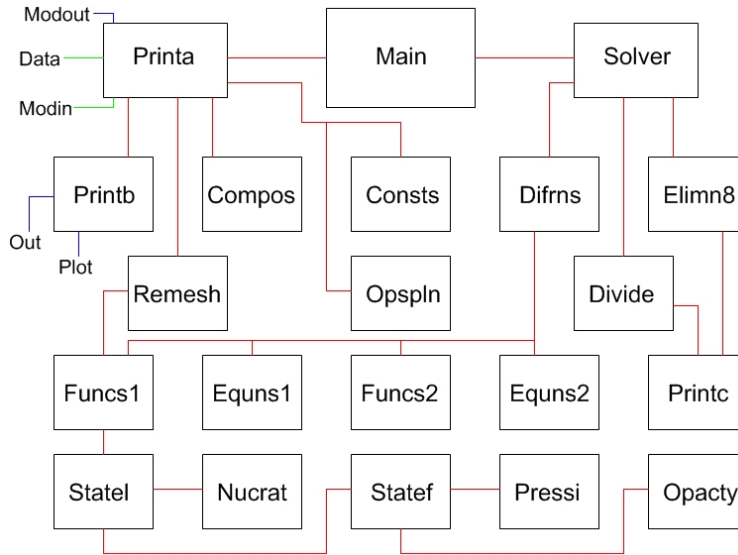 Modout
Data
Modin
Printa
Main
Solver
Printb
Compos
Consts
Difrns
Elimn8
Out
Plot
Remesh
Opspln
Divide
Funcs1
Equns1
Funcs2
Equns2
Printc
Statel
Nucrat
Statef
Pressi
Opacty